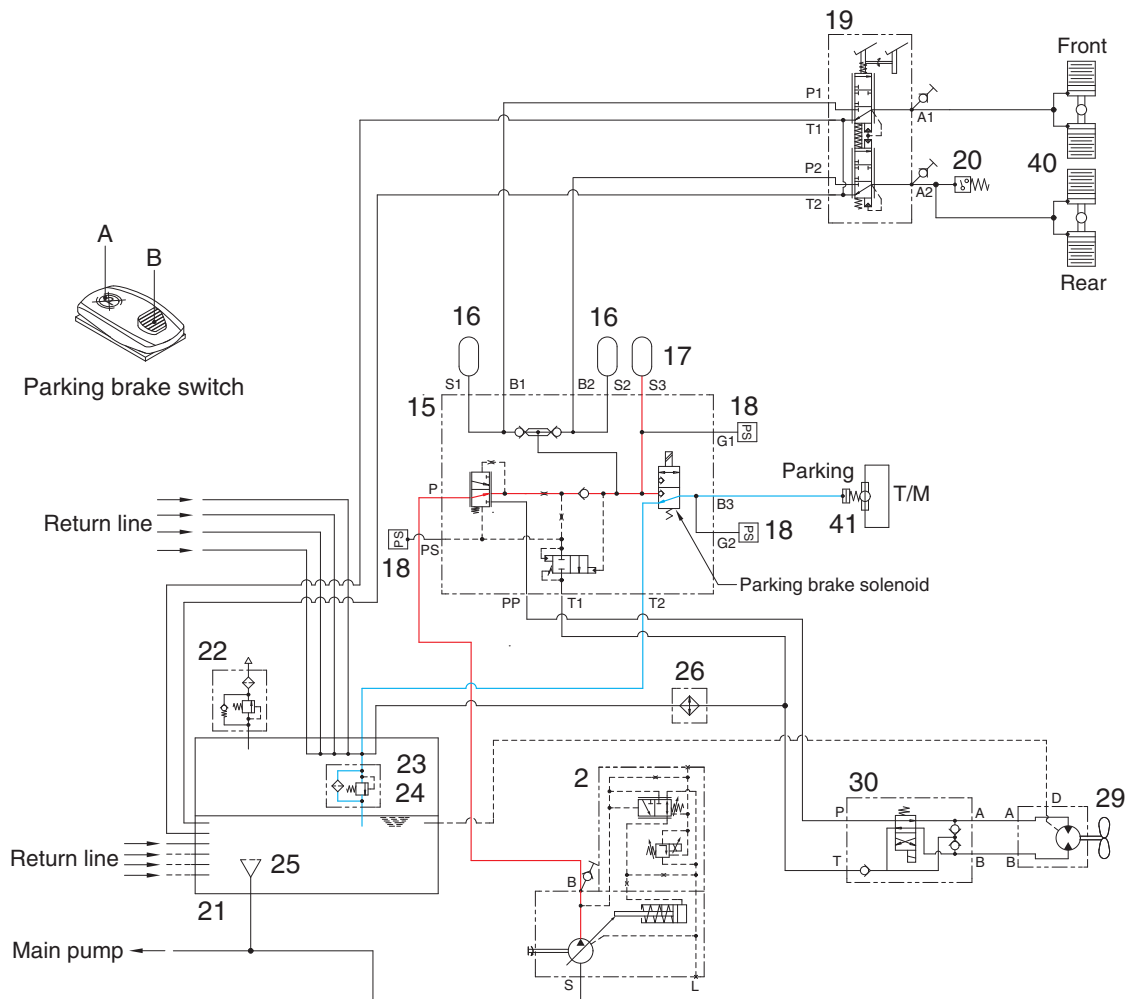 19
Front
P1
T1
A1
P2
T2
A2
20
40
Rear
A
B
Parking brake switch
16
16
17
S1
B1
B2
S2
S3
15
18
PS
G1
P
Parking
T/M
B3
41
Return line
PS
PS
18
PS
18
G2
Parking brake solenoid
PP
T1
T2
22
26
23
24
2
30
D
29
P
A
A
T
B
B
B
Return line
25
21
Main pump
S
L